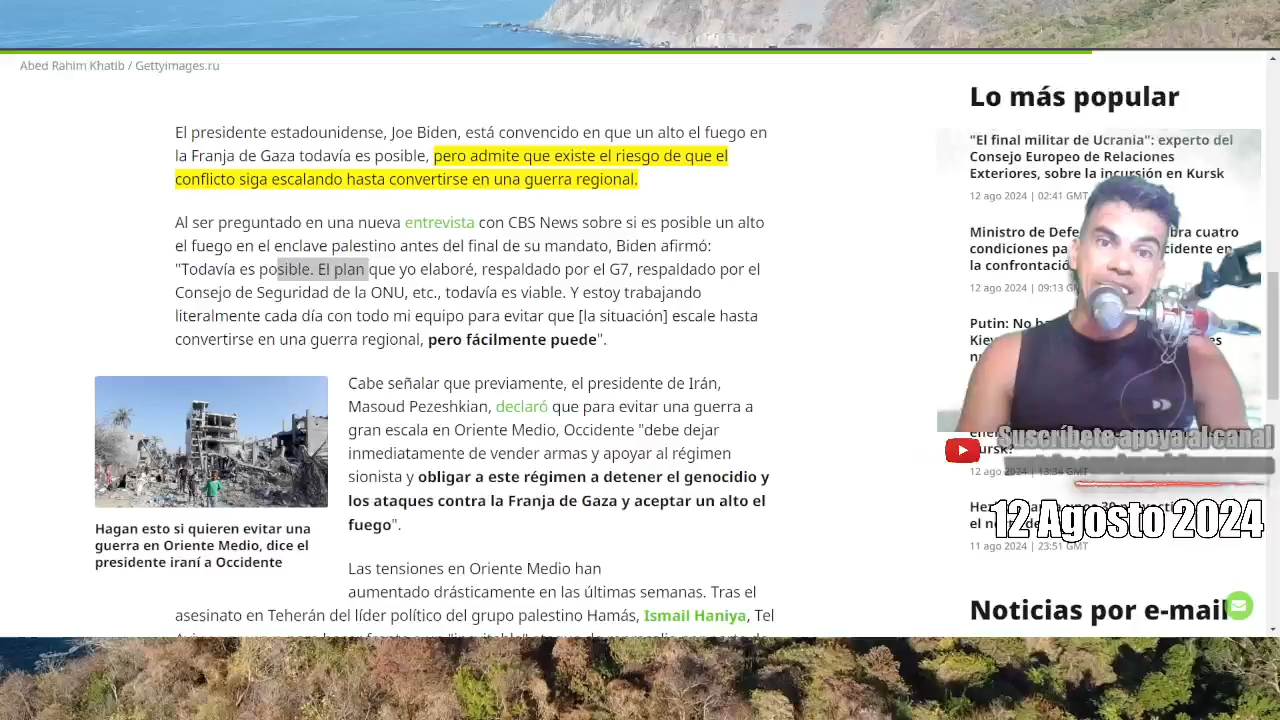 Abed Rahim Khatib / Gettyimages.ru
El presidente estadounidense, Joe Biden, está convencido en que un alto el fuego en
la Franja de Gaza todavía es posible, pero admite que existe el riesgo de que el
conflicto siga escalando hasta convertirse en una guerra regional.
Al ser preguntado en una nueva entrevista con CBS News sobre si es posible un alto
el fuego en el enclave palestino antes del final de su mandato, Biden afirmó:
"Todavía es posible. El plan que yo elaboré, respaldado por el G7, respaldado por el
Consejo de Seguridad de la ONU, etc., todavía es viable. Y estoy trabajando
literalmente cada día con todo mi equipo para evitar que [la situación] escale hasta
convertirse en una guerra regional, pero fácilmente puede".
Cabe señalar que previamente, el presidente de Irán,
Masoud Pezeshkian, declaró que para evitar una guerra a
gran escala en Oriente Medio, Occidente "debe dejar
inmediatamente de vender armas y apoyar al régimen
sionista y obligar a este régimen a detener el genocidio y
los ataques contra la Franja de Gaza y aceptar un alto el
fuego".
Hagan esto si quieren evitar una
guerra en Oriente Medio, dice el
presidente iraní a Occidente
Las tensiones en Oriente Medio han
aumentado drásticamente en las últimas semanas. Tras el
asesinato en Teherán del líder político del grupo palestino Hamás, Ismail Haniya, Tel
Lo más popular
"El final militar de Ucrania": experto del
Consejo Europeo de Relaciones
Exteriores, sobre la incursión en Kursk
12 ago 2024 | 02:41 GMT
Ministro de cuatro
condiciones
la confrontación
12 ago 2024 | 09:13
Putin: No
Suscríbete apoya al canal
12 ago 2024 | 13:34 GMT
12 Agosto 2024
11 ago 2024 | 23:51 GMT
Noticias por e-mail